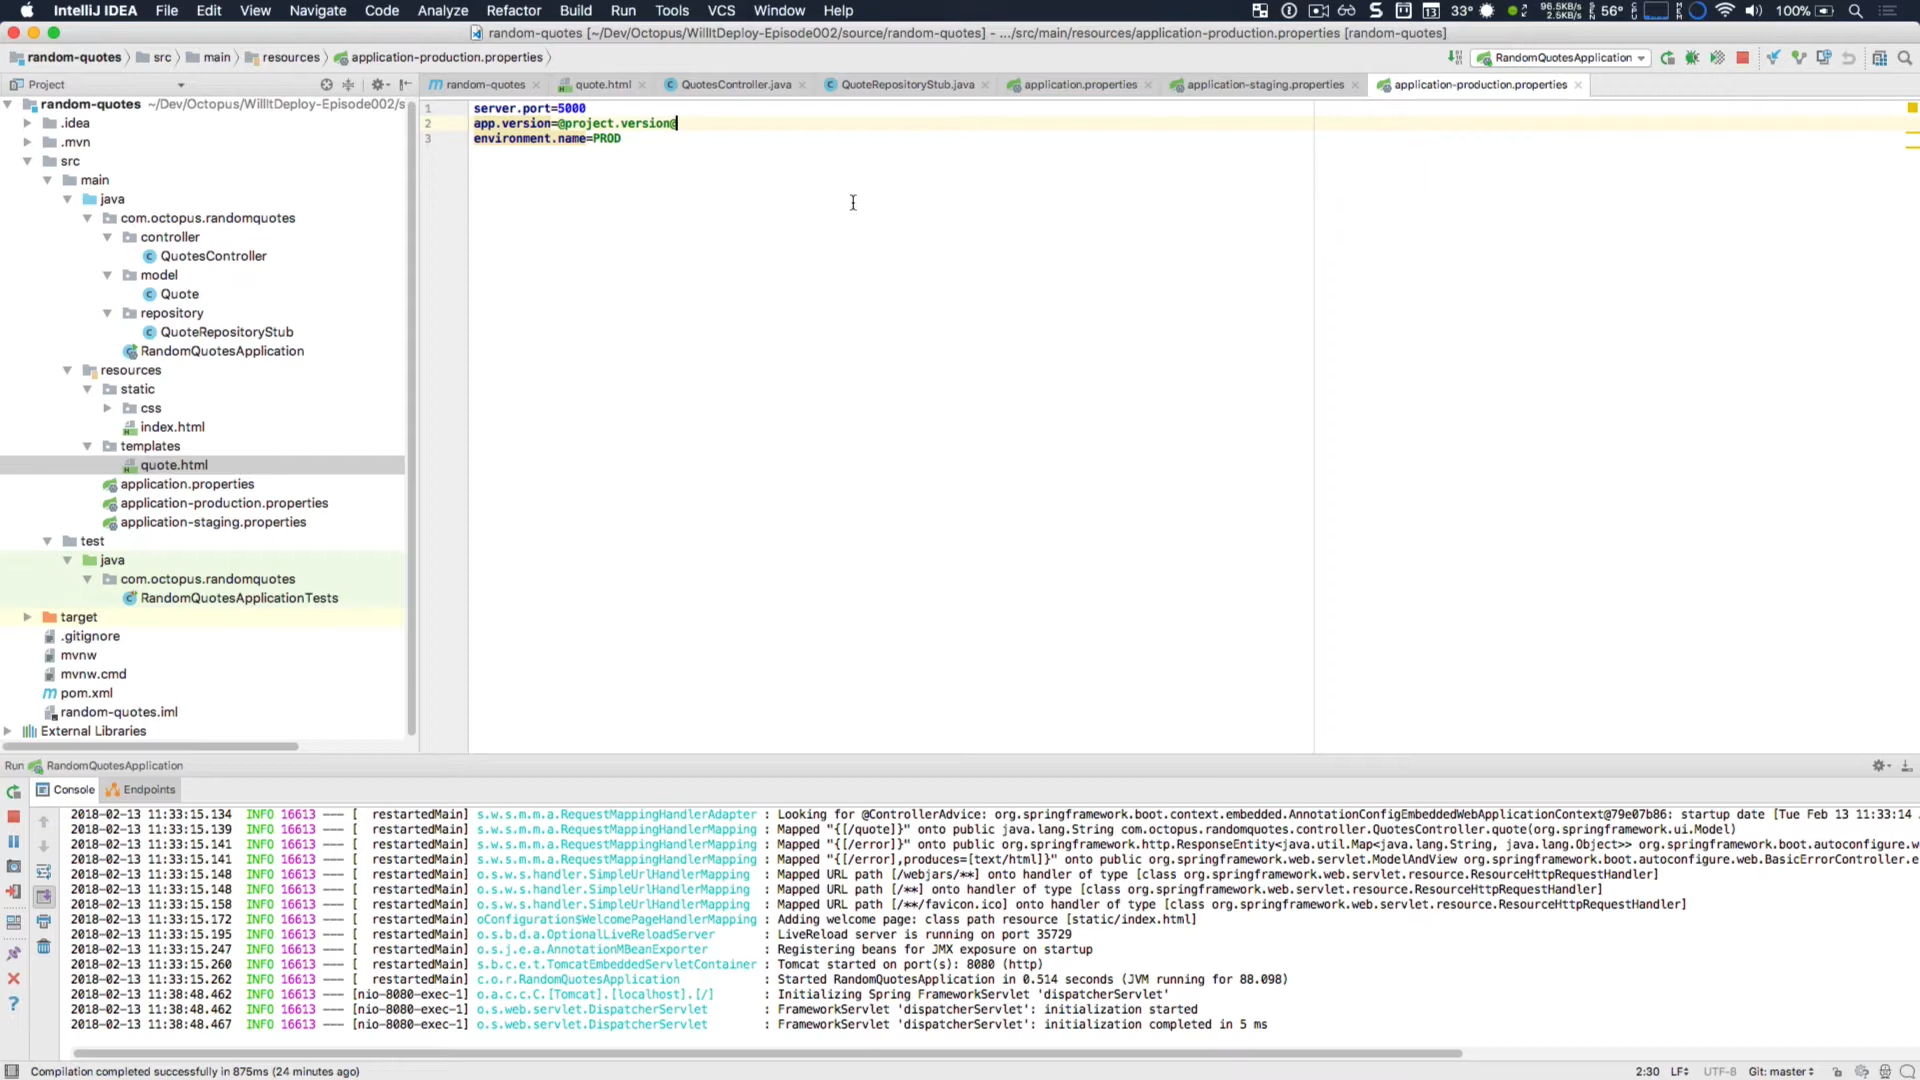 IntelliJ IDEA File Edit View Navigate Code Analyze Refactor Build Run Tools VCS Window Help
96.5KB/s
2.5KB/s
33° 56° 100%
random-quotes [~/Dev/Octopus/WillItDeploy-Episode002/source/random-quotes] - .../src/main/resources/application-production.properties [random-quotes]
random-quotes src main resources application-production.properties RandomQuotesApplication
Project
random-quotes quote.html QuotesController.java QuoteRepositoryStub.java application.properties application-staging.properties application-production.properties
random-quotes ~/Dev/Octopus/WillItDeploy-Episode002/s
.idea
.mvn
src
main
java
com.octopus.randomquotes
controller
QuotesController
model
Quote
repository
QuoteRepositoryStub
RandomQuotesApplication
resources
static
css
index.html
templates
quote.html
application.properties
application-production.properties
application-staging.properties
test
java
com.octopus.randomquotes
RandomQuotesApplicationTests
target
.gitignore
mvnw
mvnw.cmd
pom.xml
random-quotes.iml
External Libraries
1 server.port=5000
2 app.version=@project.version@
3 environment.name=PROD
Run RandomQuotesApplication
Console Endpoints
2018-02-13 11:33:15.134 INFO 16613 --- [ restartedMain] s.w.s.m.m.a.RequestMappingHandlerAdapter : Looking for @ControllerAdvice: org.springframework.boot.context.embedded.AnnotationConfigEmbeddedWebApplicationContext@79e07b86: startup date [Tue Feb 13 11:33:14
2018-02-13 11:33:15.139 INFO 16613 --- [ restartedMain] s.w.s.m.m.a.RequestMappingHandlerMapping : Mapped "{[/quote]}" onto public java.lang.String com.octopus.randomquotes.controller.QuotesController.quote(org.springframework.ui.Model)
2018-02-13 11:33:15.141 INFO 16613 --- [ restartedMain] s.w.s.m.m.a.RequestMappingHandlerMapping : Mapped "{[/error]}" onto public org.springframework.http.ResponseEntity<java.util.Map<java.lang.String, java.lang.Object>> org.springframework.boot.autoconfigure.w
2018-02-13 11:33:15.141 INFO 16613 --- [ restartedMain] s.w.s.m.m.a.RequestMappingHandlerMapping : Mapped "{[/error],produces=[text/html]}" onto public org.springframework.web.servlet.ModelAndView org.springframework.boot.autoconfigure.web.BasicErrorController.e
2018-02-13 11:33:15.148 INFO 16613 --- [ restartedMain] o.s.w.s.handler.SimpleUrlHandlerMapping : Mapped URL path [/webjars/**] onto handler of type [class org.springframework.web.servlet.resource.ResourceHttpRequestHandler]
2018-02-13 11:33:15.148 INFO 16613 --- [ restartedMain] o.s.w.s.handler.SimpleUrlHandlerMapping : Mapped URL path [/**] onto handler of type [class org.springframework.web.servlet.resource.ResourceHttpRequestHandler]
2018-02-13 11:33:15.158 INFO 16613 --- [ restartedMain] o.s.w.s.handler.SimpleUrlHandlerMapping : Mapped URL path [/**/favicon.ico] onto handler of type [class org.springframework.web.servlet.resource.ResourceHttpRequestHandler]
2018-02-13 11:33:15.172 INFO 16613 --- [ restartedMain] oConfiguration$WelcomePageHandlerMapping : Adding welcome page: class path resource [static/index.html]
2018-02-13 11:33:15.195 INFO 16613 --- [ restartedMain] o.s.b.d.a.OptionalLiveReloadServer : LiveReload server is running on port 35729
2018-02-13 11:33:15.247 INFO 16613 --- [ restartedMain] o.s.j.e.a.AnnotationMBeanExporter : Registering beans for JMX exposure on startup
2018-02-13 11:33:15.260 INFO 16613 --- [ restartedMain] s.b.c.e.t.TomcatEmbeddedServletContainer : Tomcat started on port(s): 8080 (http)
2018-02-13 11:33:15.262 INFO 16613 --- [ restartedMain] c.o.r.RandomQuotesApplication : Started RandomQuotesApplication in 0.514 seconds (JVM running for 88.098)
2018-02-13 11:38:48.462 INFO 16613 --- [nio-8080-exec-1] o.a.c.c.C.[Tomcat].[localhost].[/] : Initializing Spring FrameworkServlet 'dispatcherServlet'
2018-02-13 11:38:48.462 INFO 16613 --- [nio-8080-exec-1] o.s.web.servlet.DispatcherServlet : FrameworkServlet 'dispatcherServlet': initialization started
2018-02-13 11:38:48.467 INFO 16613 --- [nio-8080-exec-1] o.s.web.servlet.DispatcherServlet : FrameworkServlet 'dispatcherServlet': initialization completed in 5 ms
Compilation completed successfully in 875ms (24 minutes ago) 2:30 LF UTF-8 Git: master